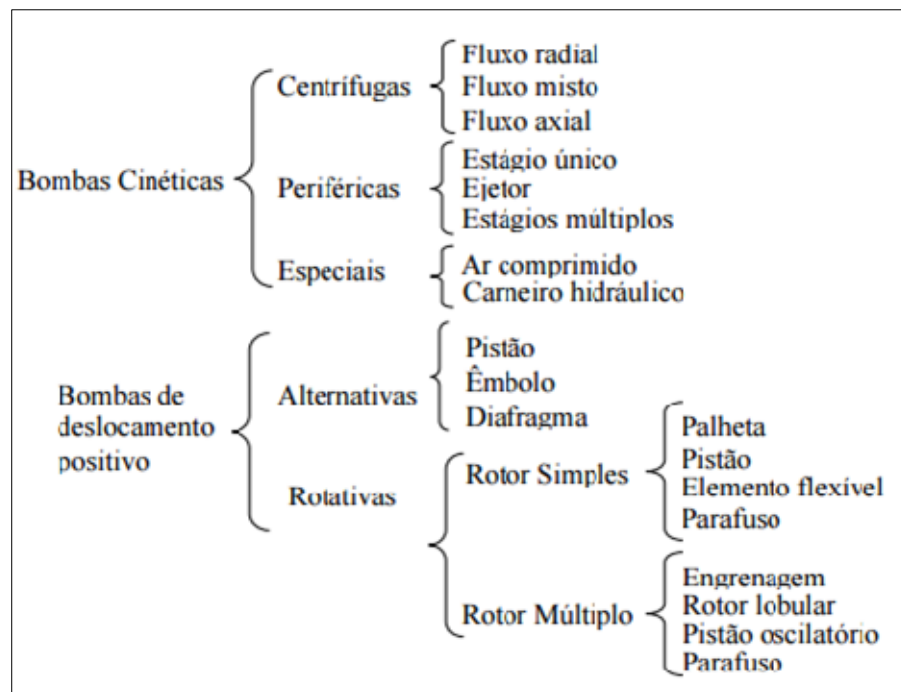 Bombas Cinéticas
Centrífugas
Fluxo radial
Fluxo misto
Fluxo axial
Periféricas
Estágio único
Ejetor
Estágios múltiplos
Especiais
Ar comprimido
Carneiro hidráulico
Bombas de
deslocamento
positivo
Alternativas
Pistão
Êmbolo
Diafragma
Rotativas
Rotor Simples
Palheta
Pistão
Elemento flexível
Parafuso
Rotor Múltiplo
Engrenagem
Rotor lobular
Pistão oscilatório
Parafuso